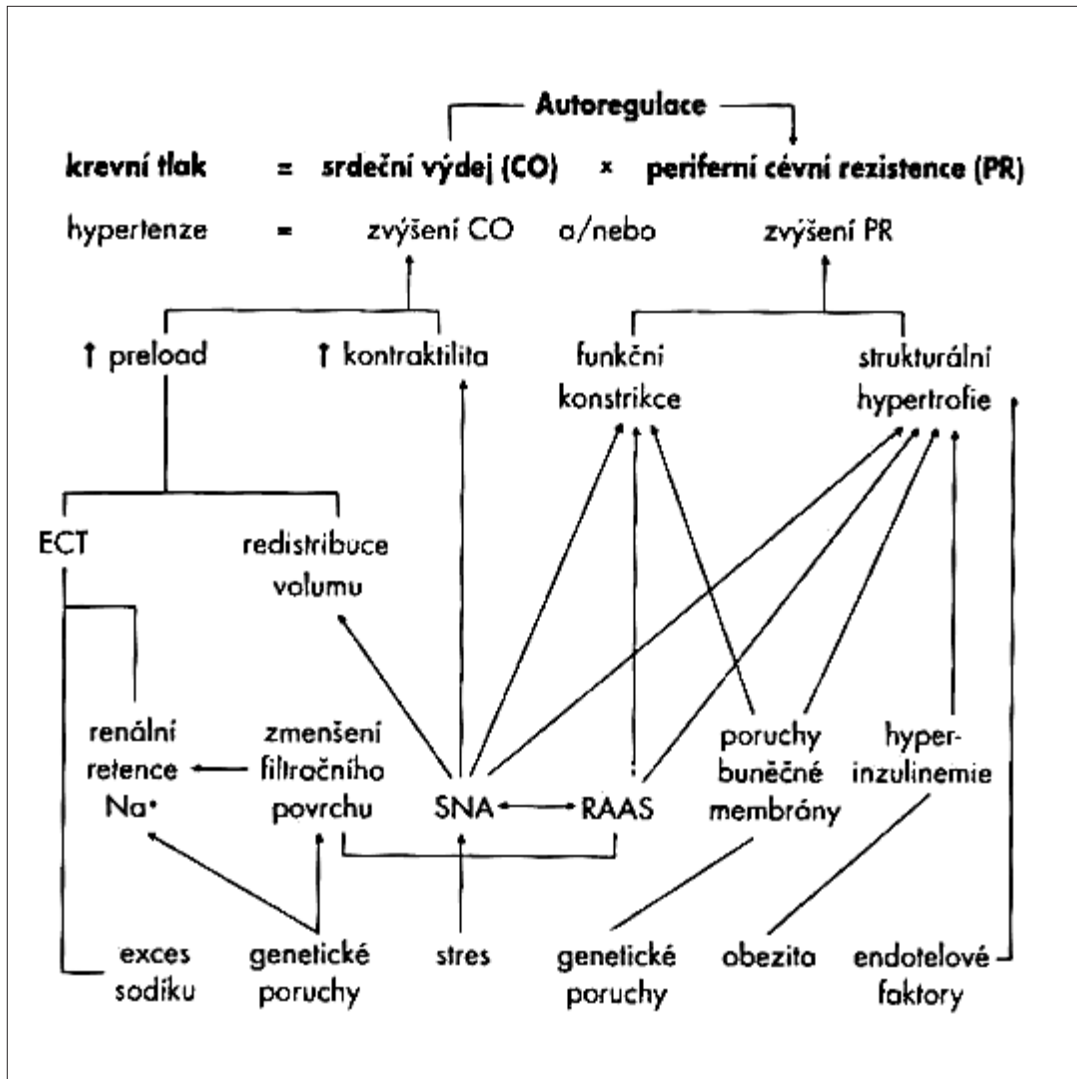 Autoregulace
krevní tlak = srdeční výdej (CO) × periferní cévní rezistence (PR)
hypertenze = zvýšení CO a/nebo zvýšení PR
↑ preload ↑ kontraktilita funkční strukturální
konstrikce hypertrofie
ECT redistribuce
volumu
renální zmenšení poruchy hyper-
retence filtračního buněčné inzulinemie
Na⁺ povrchu SNA RAAS membrány
exces genetické stres genetické obezita endotelové
sodíku poruchy poruchy faktory